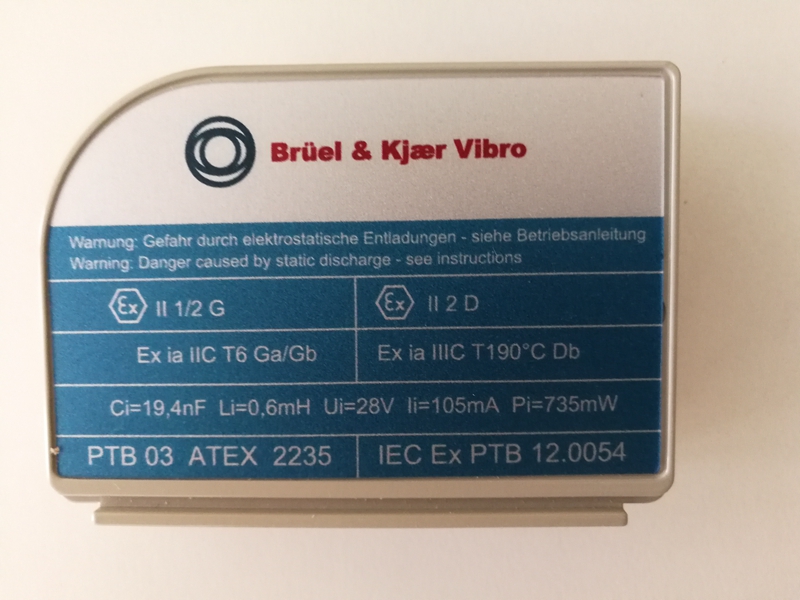 Brüel & Kjær Vibro
Warnung: Gefahr durch elektrostatische Entladungen - siehe Betriebsanleitung
Warning: Danger caused by static discharge - see instructions
Ex II 1/2 G
Ex II 2 D
Ex ia IIC T6 Ga/Gb
Ex ia IIIC T190°C Db
Ci=19,4nF Li=0,6mH Ui=28V Ii=105mA Pi=735mW
PTB 03 ATEX 2235
IEC Ex PTB 12.0054